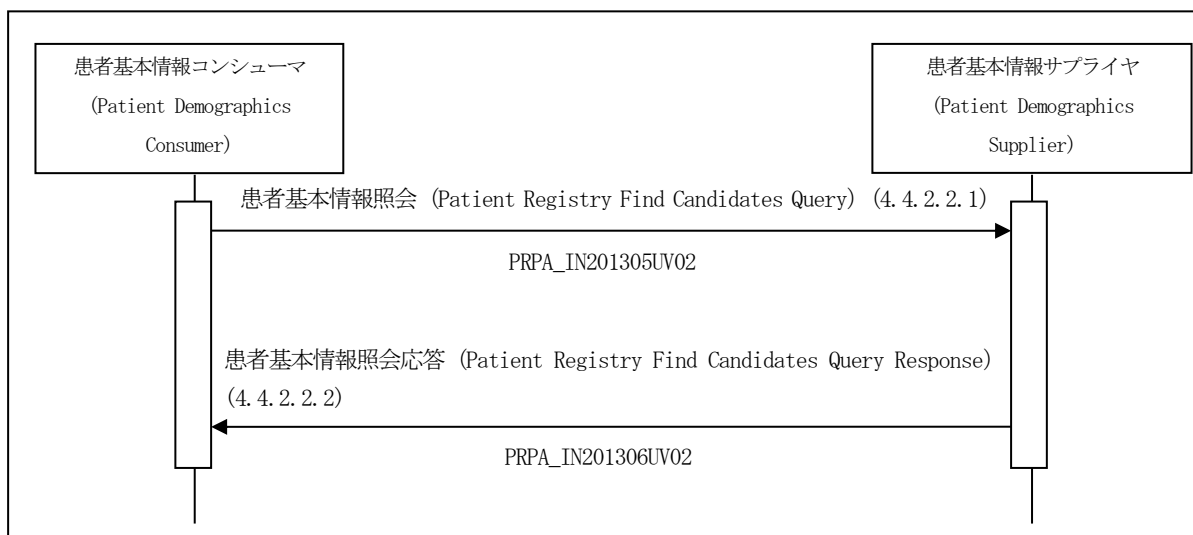 患者基本情報コンシューマ
(Patient Demographics
Consumer)
患者基本情報サプライヤ
(Patient Demographics
Supplier)
患者基本情報照会 (Patient Registry Find Candidates Query) (4.4.2.2.1)
PRPA_IN201305UV02
患者基本情報照会応答 (Patient Registry Find Candidates Query Response)
(4.4.2.2.2)
PRPA_IN201306UV02